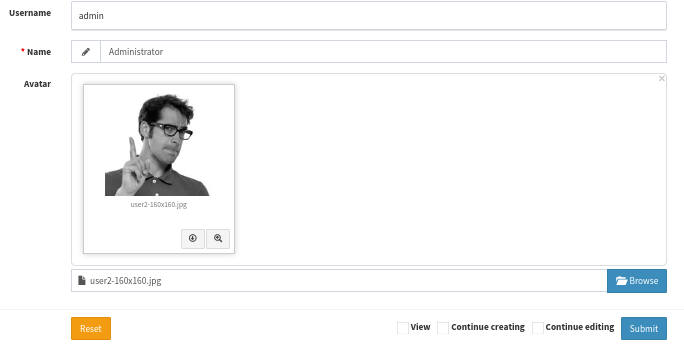 Username
admin
* Name
Administrator
Avatar
×
user2-160x160.jpg
user2-160x160.jpg
Browse
Reset
View
Continue creating
Continue editing
Submit